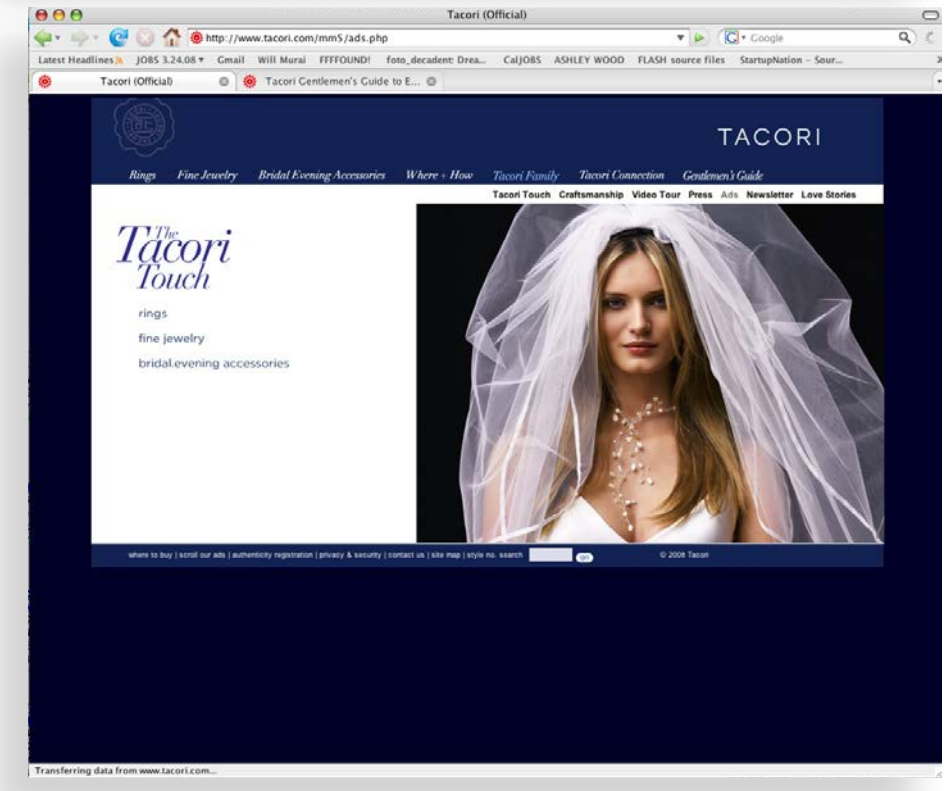 Tacori (Official)
http://www.tacori.com/mm5/ads.php
Google
Latest Headlines JOBS 3.24.08 Gmail Will Murai FFFFOUND! foto_decadent: Drea... CalJOBS ASHLEY WOOD FLASH source files StartupNation – Sour...
Tacori (Official) Tacori Gentlemen's Guide to E...
TACORI
Rings Fine Jewelry Bridal Evening Accessories Where + How Tacori Family Tacori Connection Gentlemen's Guide
Tacori Touch Craftsmanship Video Tour Press Ads Newsletter Love Stories
The
Tacori
Touch
rings
fine jewelry
bridal.evening accessories
where to buy | scroll our ads | authenticity registration | privacy & security | contact us | site map | style no. search GO © 2008 Tacori
Transferring data from www.tacori.com...